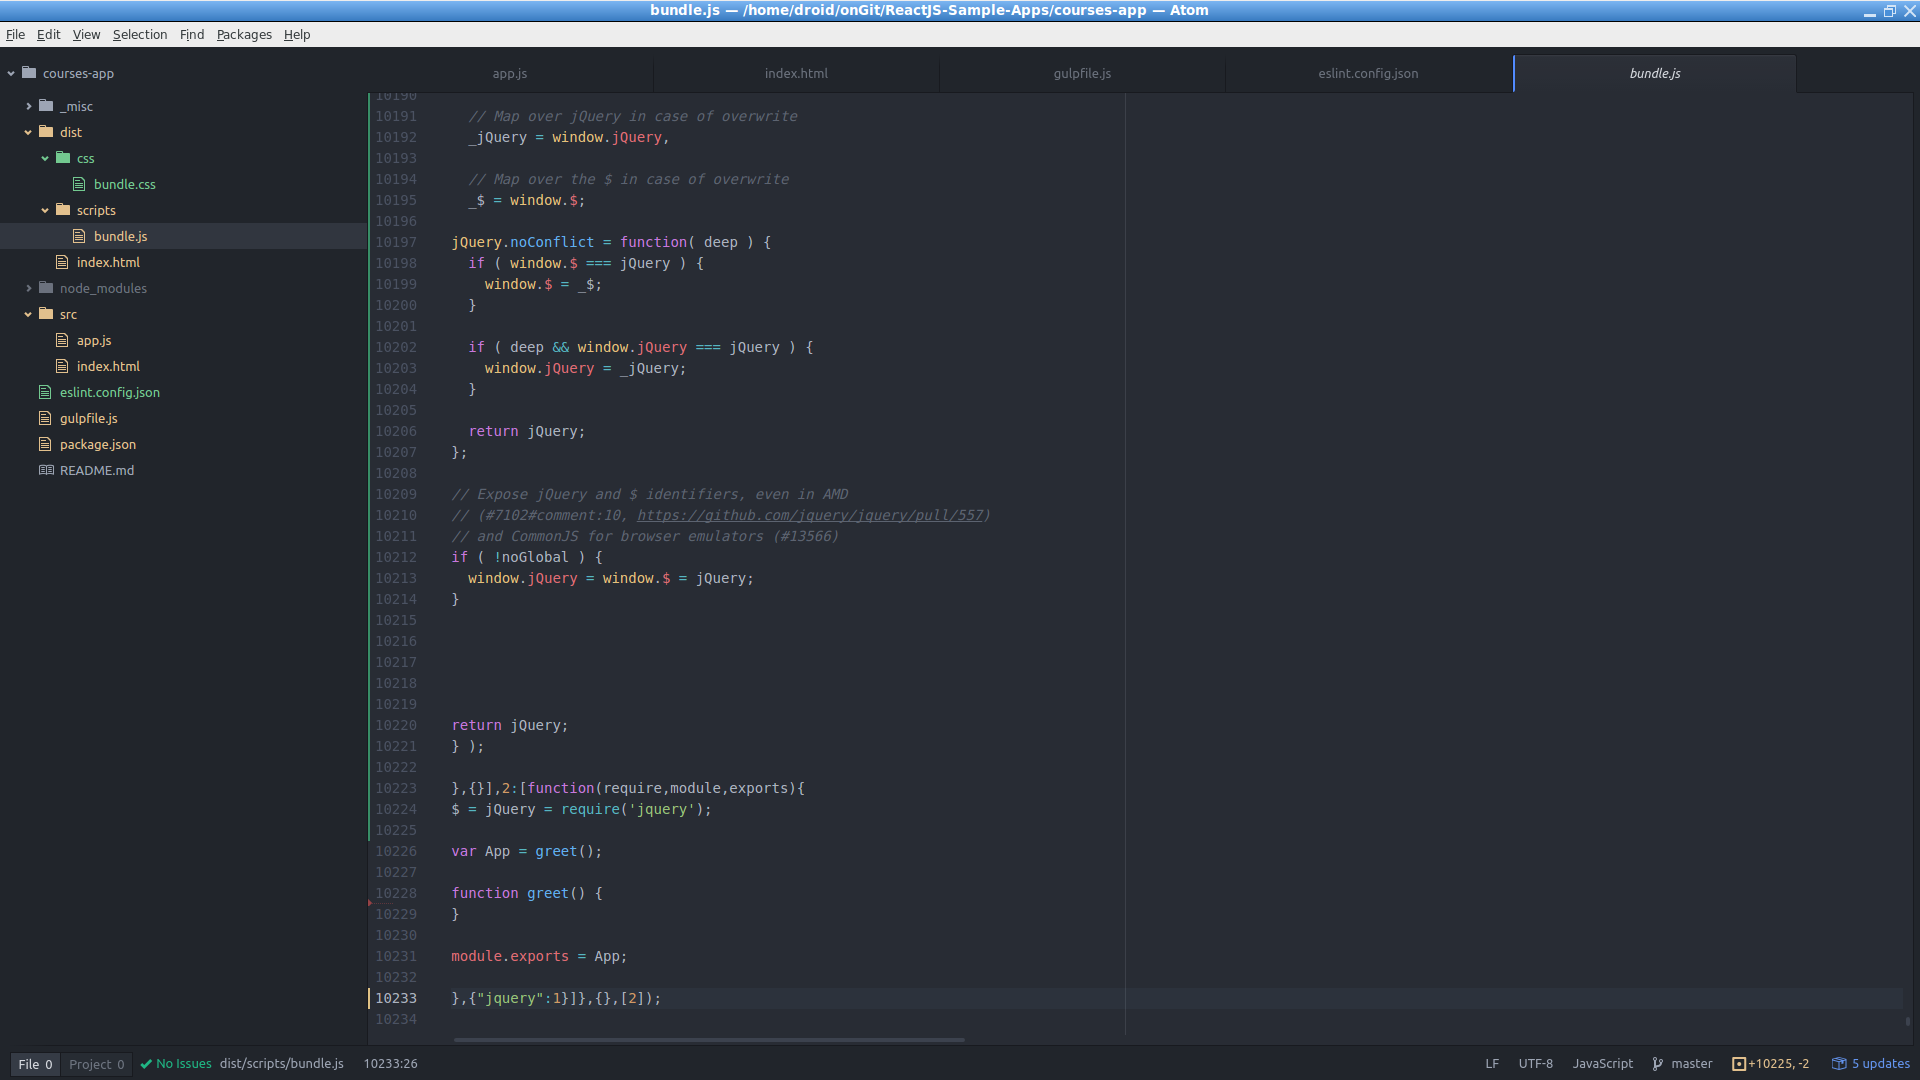 bundle.js — /home/droid/onGit/ReactJS-Sample-Apps/courses-app — Atom
File Edit View Selection Find Packages Help
courses-app
_misc
dist
css
bundle.css
scripts
bundle.js
index.html
node_modules
src
app.js
index.html
eslint.config.json
gulpfile.js
package.json
README.md
app.js index.html gulpfile.js eslint.config.json bundle.js
10190
10191 // Map over jQuery in case of overwrite
10192 _jQuery = window.jQuery,
10193
10194 // Map over the $ in case of overwrite
10195 _$ = window.$;
10196
10197 jQuery.noConflict = function( deep ) {
10198 if ( window.$ === jQuery ) {
10199 window.$ = _$;
10200 }
10201
10202 if ( deep && window.jQuery === jQuery ) {
10203 window.jQuery = _jQuery;
10204 }
10205
10206 return jQuery;
10207 };
10208
10209 // Expose jQuery and $ identifiers, even in AMD
10210 // (#7102#comment:10, https://github.com/jquery/jquery/pull/557)
10211 // and CommonJS for browser emulators (#13566)
10212 if ( !noGlobal ) {
10213 window.jQuery = window.$ = jQuery;
10214 }
10215
10216
10217
10218
10219
10220 return jQuery;
10221 } );
10222
10223 },{}],2:[function(require,module,exports){
10224 $ = jQuery = require('jquery');
10225
10226 var App = greet();
10227
10228 function greet() {
10229 }
10230
10231 module.exports = App;
10232
10233 },{"jquery":1}]},{},[2]);
10234
File 0 Project 0 No Issues dist/scripts/bundle.js 10233:26 LF UTF-8 JavaScript master +10225, -2 5 updates